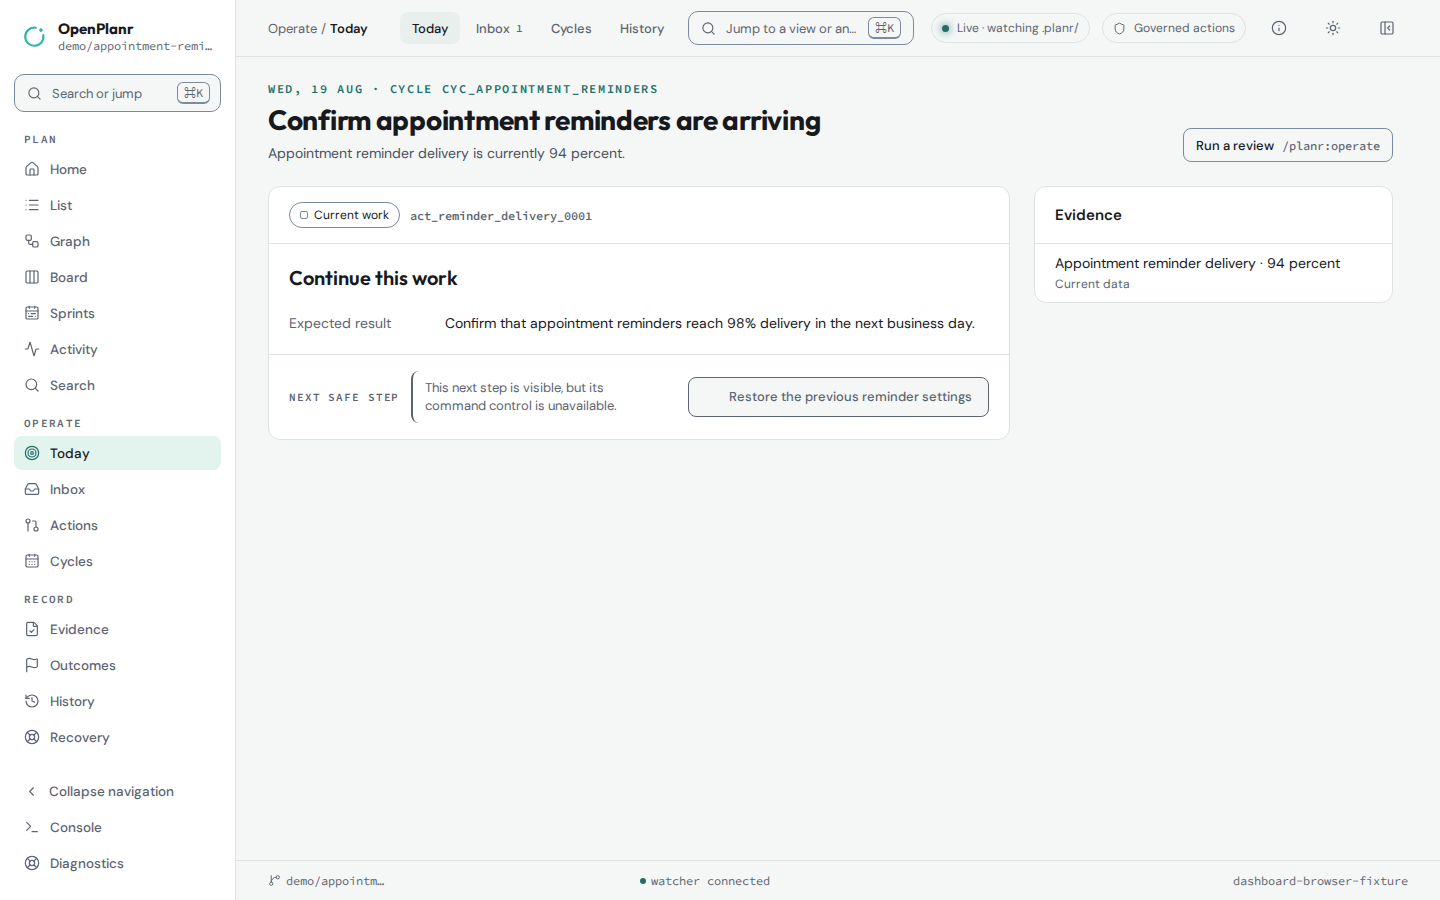 OpenPlanr
demo/appointment-remi…
Search or jump ⌘K
PLAN
Home
List
Graph
Board
Sprints
Activity
Search
OPERATE
Today
Inbox
Actions
Cycles
RECORD
Evidence
Outcomes
History
Recovery
Collapse navigation
Console
Diagnostics
Operate / Today
Today
Inbox 1
Cycles
History
Jump to a view or an… ⌘K
Live · watching .planr/
Governed actions
WED, 19 AUG · CYCLE CYC_APPOINTMENT_REMINDERS
Confirm appointment reminders are arriving
Appointment reminder delivery is currently 94 percent.
Run a review /planr:operate
Current work act_reminder_delivery_0001
Continue this work
Expected result Confirm that appointment reminders reach 98% delivery in the next business day.
NEXT SAFE STEP
This next step is visible, but its
command control is unavailable.
Restore the previous reminder settings
Evidence
Appointment reminder delivery · 94 percent
Current data
demo/appointm…
watcher connected
dashboard-browser-fixture